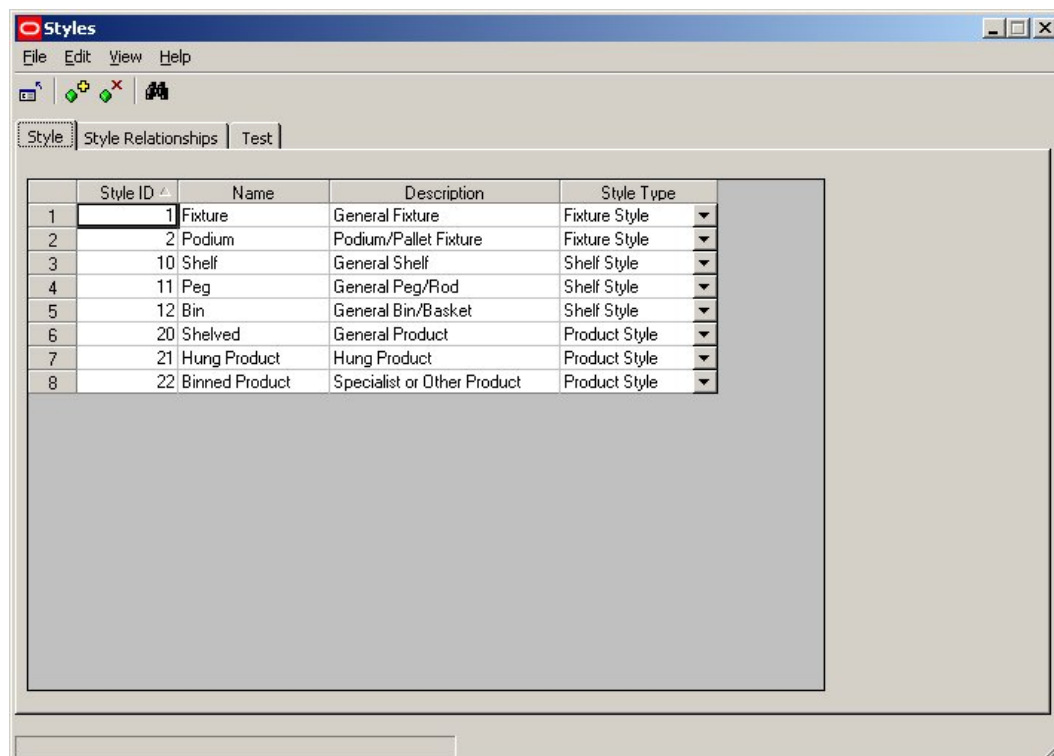 Styles
File Edit View Help
Style Style Relationships Test
Style ID Name Description Style Type
1 1 Fixture General Fixture Fixture Style
2 2 Podium Podium/Pallet Fixture Fixture Style
3 10 Shelf General Shelf Shelf Style
4 11 Peg General Peg/Rod Shelf Style
5 12 Bin General Bin/Basket Shelf Style
6 20 Shelved General Product Product Style
7 21 Hung Product Hung Product Product Style
8 22 Binned Product Specialist or Other Product Product Style